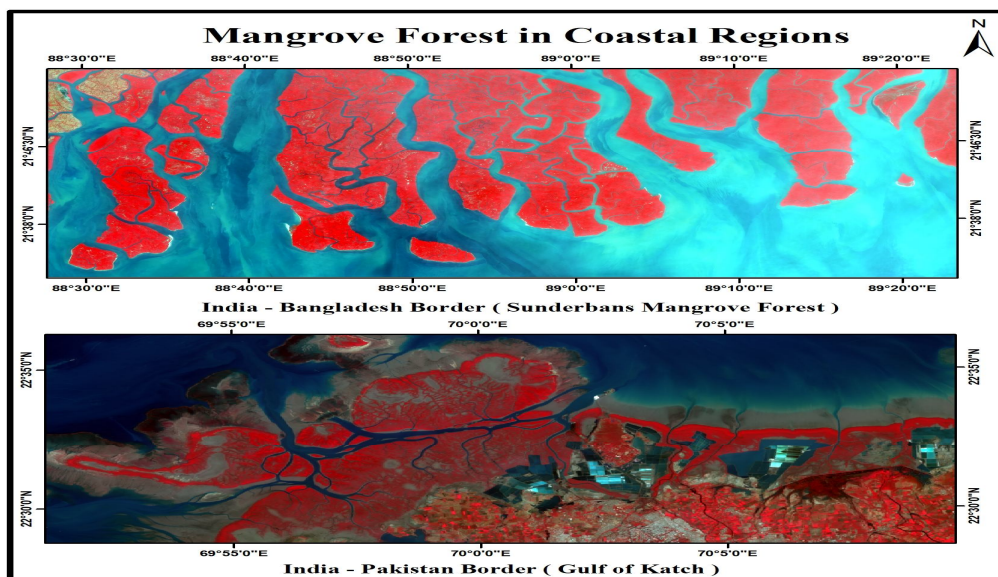 Mangrove Forest in Coastal Regions
N
88°30'0"E 88°40'0"E 88°50'0"E 89°0'0"E 89°10'0"E 89°20'0"E
21°46'30"N 21°46'30"N
21°38'0"N 21°38'0"N
88°30'0"E 88°40'0"E 88°50'0"E 89°0'0"E 89°10'0"E 89°20'0"E
India - Bangladesh Border ( Sunderbans Mangrove Forest )
69°55'0"E 70°0'0"E 70°5'0"E
22°35'0"N 22°35'0"N
22°30'0"N 22°30'0"N
69°55'0"E 70°0'0"E 70°5'0"E
India - Pakistan Border ( Gulf of Katch )